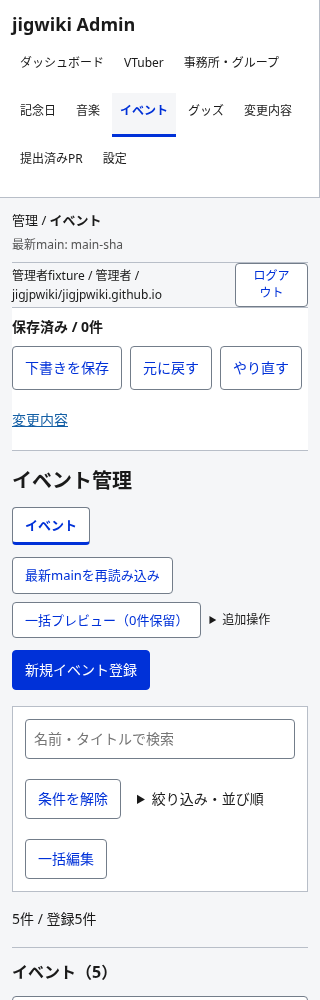 jigwiki Admin
ダッシュボード VTuber 事務所・グループ
記念日 音楽 イベント グッズ 変更内容
提出済みPR 設定
管理 / イベント
最新main: main-sha
管理者fixture / 管理者 /
jigjpwiki/jigjpwiki.github.io
ログア
ウト
保存済み / 0件
下書きを保存 元に戻す やり直す
変更内容
イベント管理
イベント
最新mainを再読み込み
一括プレビュー（0件保留） ▶ 追加操作
新規イベント登録
名前・タイトルで検索
条件を解除 ▶ 絞り込み・並び順
一括編集
5件 / 登録5件
イベント（5）